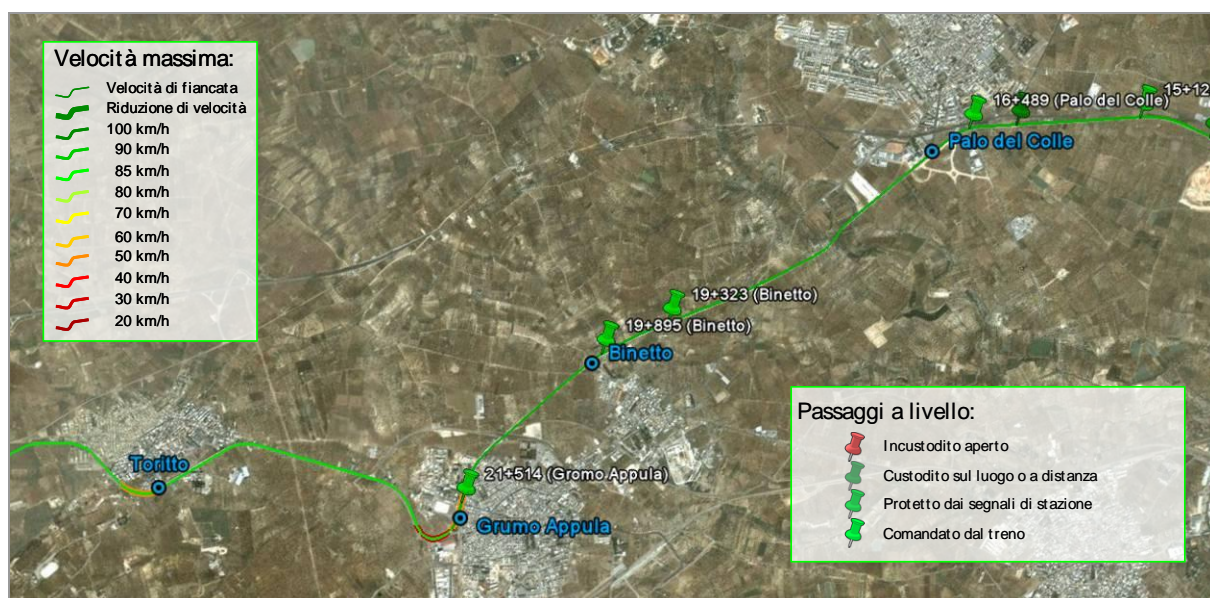 Velocità massima:
Velocità di fiancata
Riduzione di velocità
100 km/h
90 km/h
85 km/h
80 km/h
70 km/h
60 km/h
50 km/h
40 km/h
30 km/h
20 km/h
16+489 (Palo del Colle)
15+12
Palo del Colle
19+323 (Binetto)
19+895 (Binetto)
Binetto
Toritto
21+514 (Gromo Appula)
Grumo Appula
Passaggi a livello:
Incustodito aperto
Custodito sul luogo o a distanza
Protetto dai segnali di stazione
Comandato dal treno